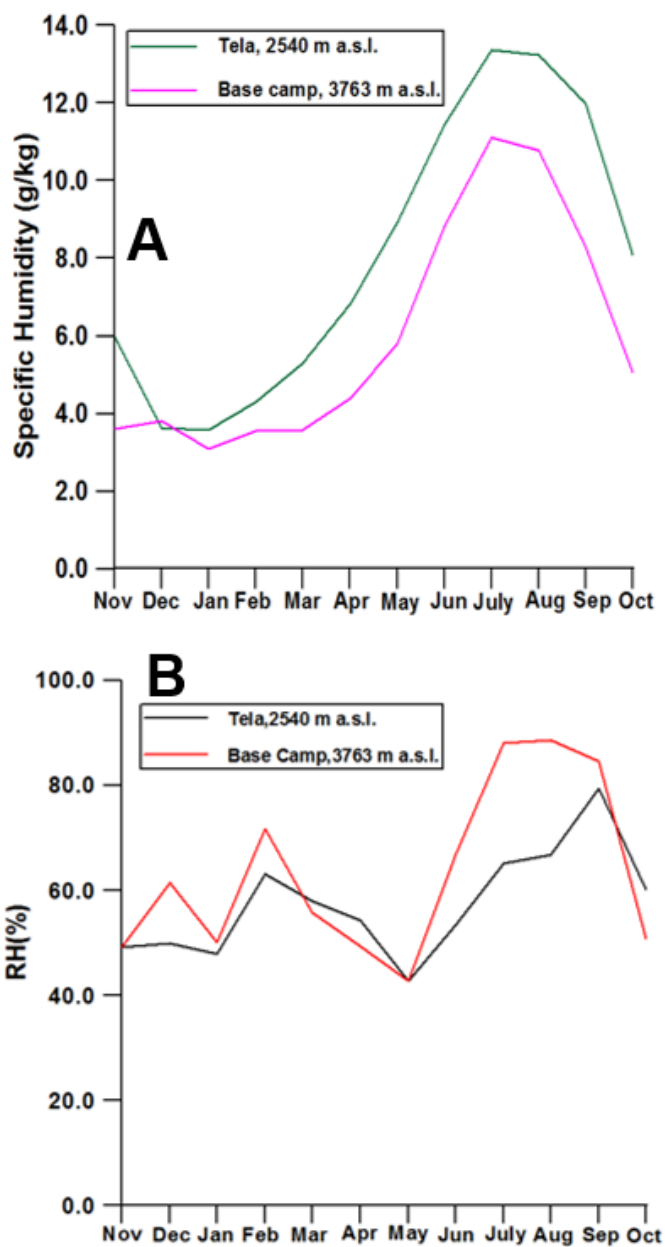 14.0
Tela, 2540 m a.s.l.
Base camp, 3763 m a.s.l.
12.0
10.0
A
8.0
6.0
4.0
2.0
0.0
Specific Humidity (g/kg)
Nov Dec Jan Feb Mar Apr May Jun July Aug Sep Oct
B
100.0
Tela,2540 m a.s.l.
Base Camp,3763 m a.s.l.
80.0
60.0
40.0
20.0
0.0
RH(%)
Nov Dec Jan Feb Mar Apr May Jun July Aug Sep Oct